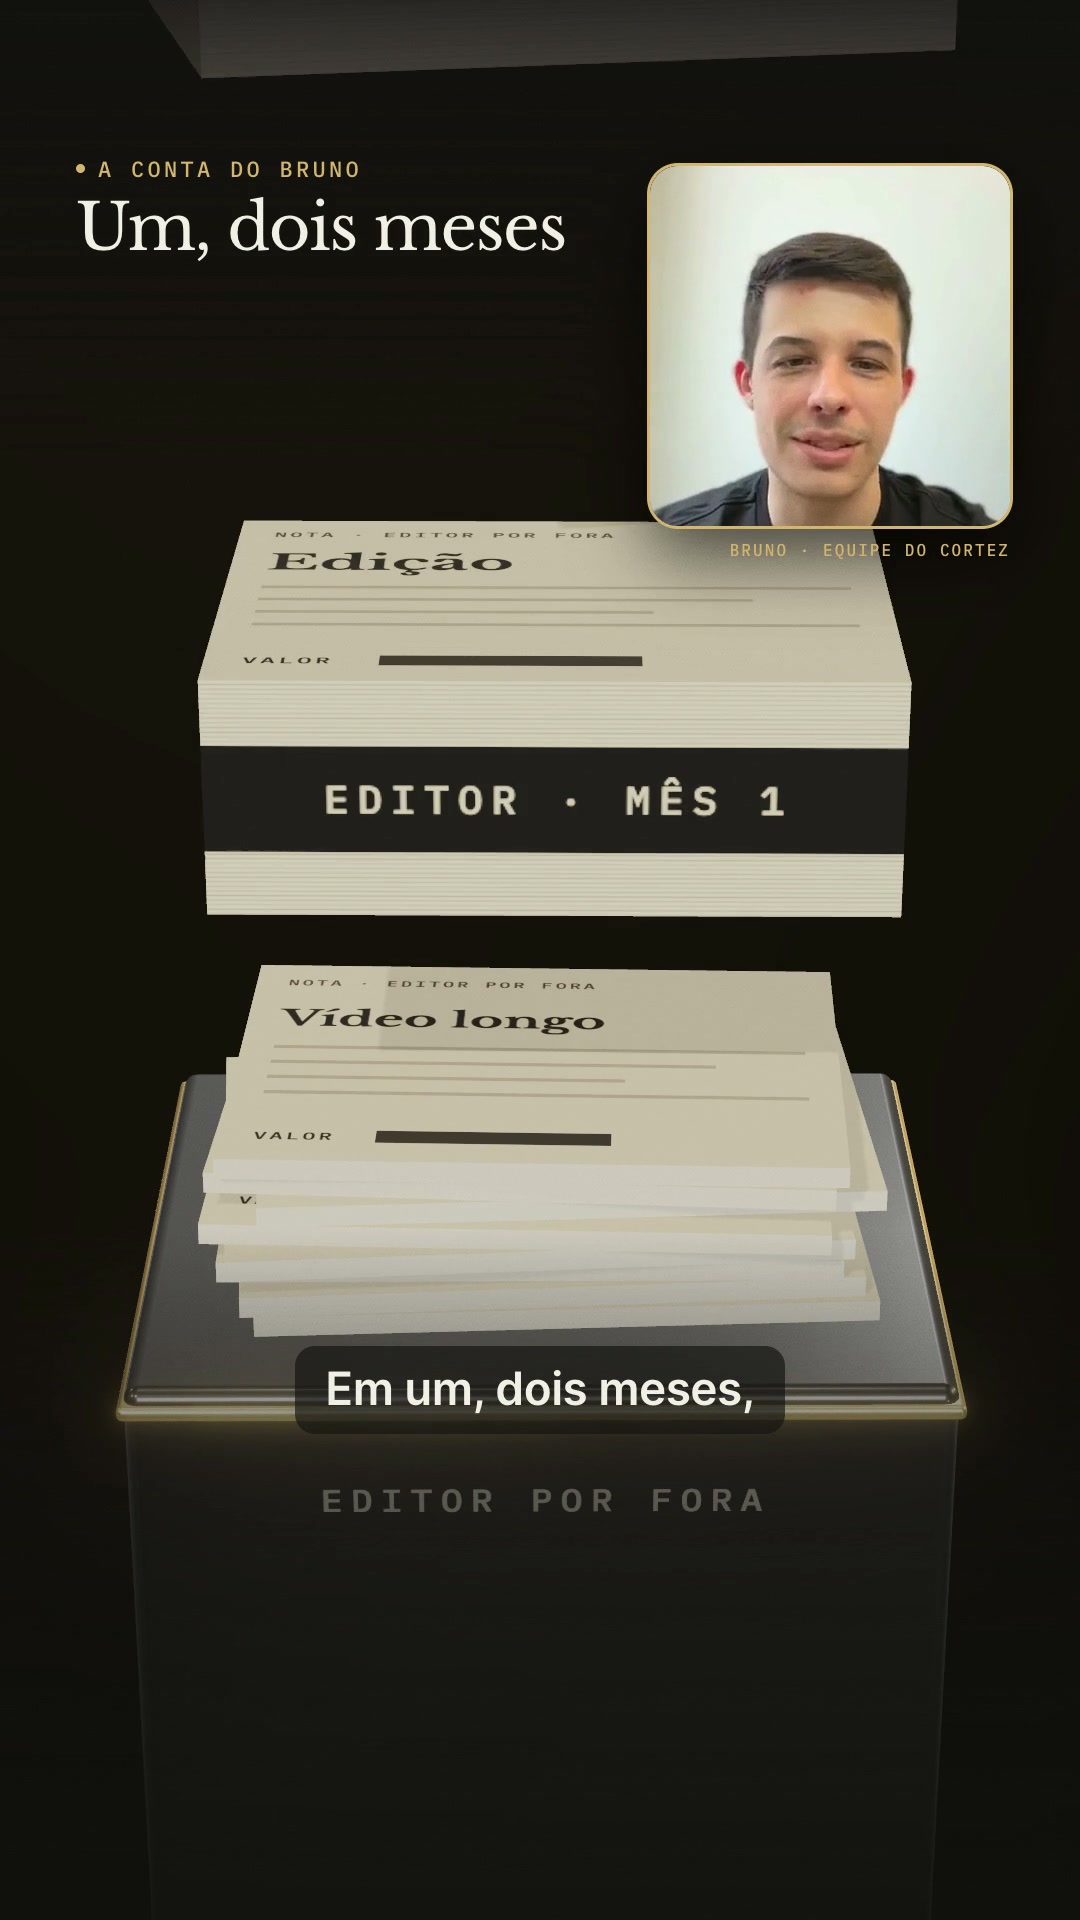 A CONTA DO BRUNO
Um, dois meses
BRUNO · EQUIPE DO CORTEZ
NOTA · EDITOR POR FORA
Edição
VALOR
EDITOR · MÊS 1
NOTA · EDITOR POR FORA
Vídeo longo
VALOR
Em um, dois meses,
EDITOR POR FORA